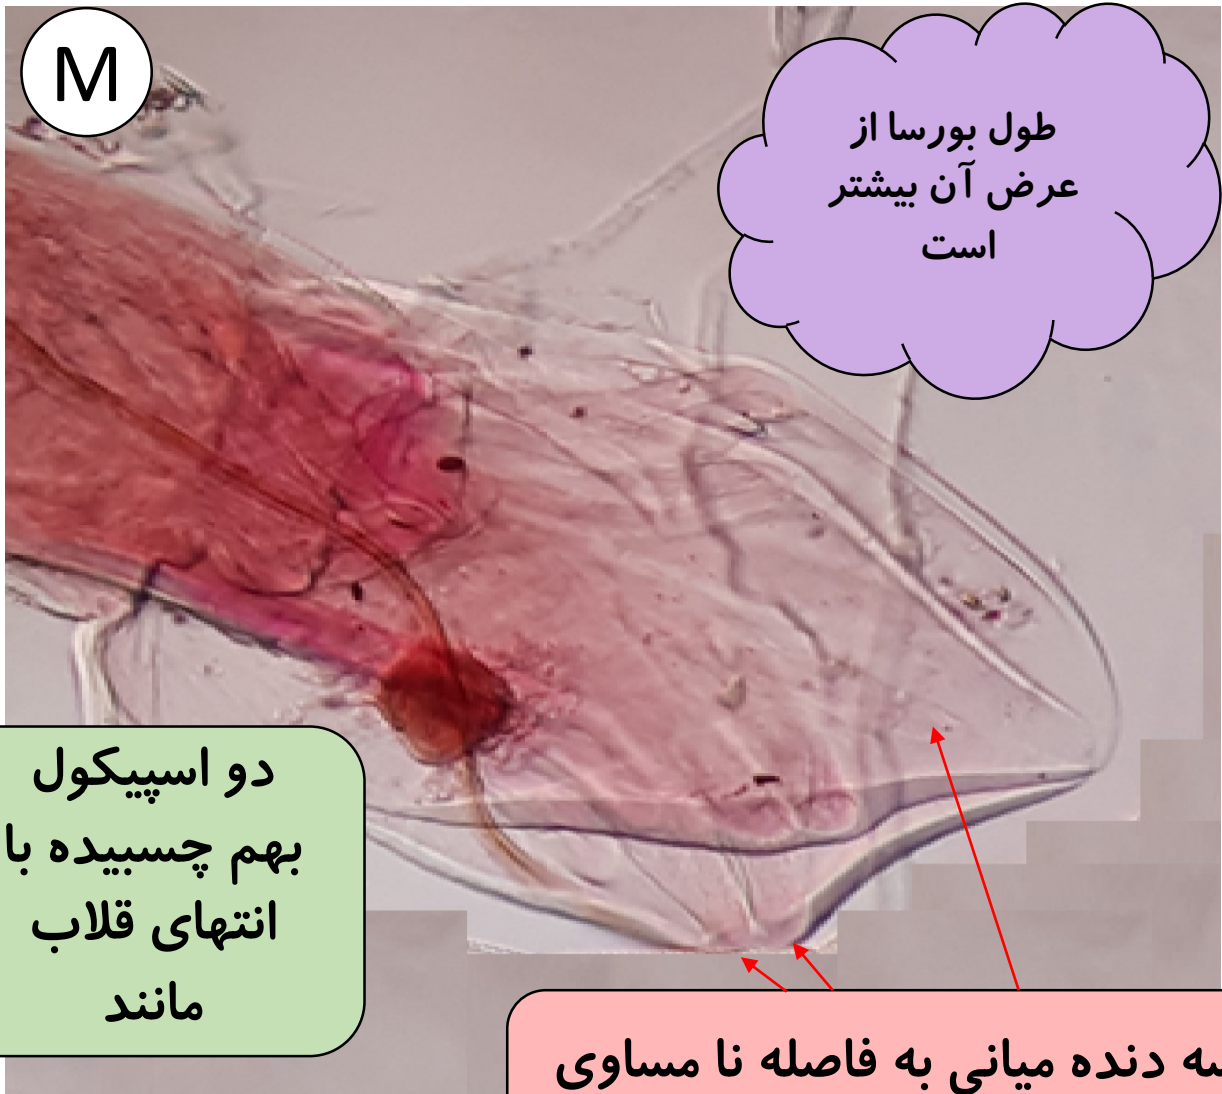 M
طول بورسا از
عرض آن بیشتر
است
دو اسپیکول
بهم چسبیده با
انتهای قلاب
مانند
سه دنده میانی به فاصله نا مساوی